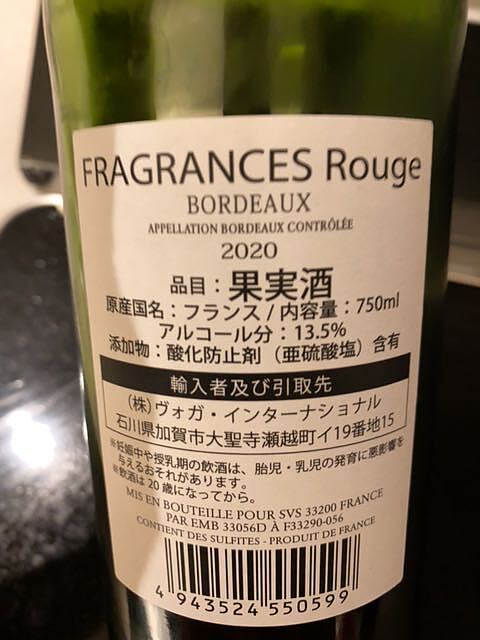 FRAGRANCES Rouge
BORDEAUX
APPELLATION BORDEAUX CONTRÔLÉE
2020
品目：果実酒
原産国名：フランス / 内容量：750ml
アルコール分：13.5%
添加物：酸化防止剤（亜硫酸塩）含有
輸入者及び引取先
(株)ヴォガ・インターナショナル
石川県加賀市大聖寺瀬越町イ19番地15
※妊娠中や授乳期の飲酒は、胎児・乳児の発育に悪影響を
与えるおそれがあります。
※飲酒は20歳になってから。
MIS EN BOUTEILLE POUR SVS 33200 FRANCE
PAR EMB 33056D À F33290-056
CONTIENT DES SULFITES - PRODUIT DE FRANCE
4 943524 550599